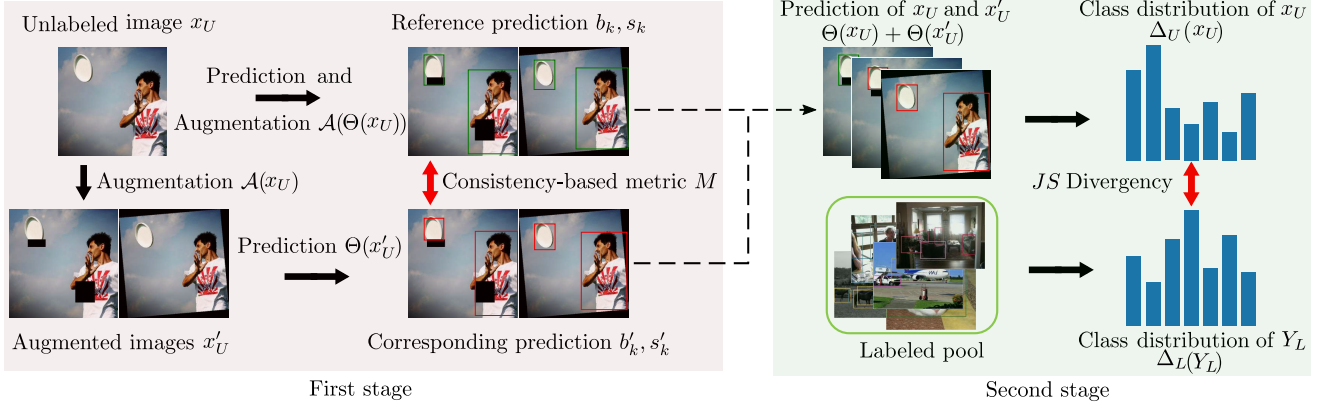 Unlabeled image x_U
Prediction and
Augmentation 𝒜(Θ(x_U))
Reference prediction b_k, s_k
Augmentation 𝒜(x_U)
Consistency-based metric M
Prediction Θ(x'_U)
Augmented images x'_U
Corresponding prediction b'_k, s'_k
First stage
Prediction of x_U and x'_U
Θ(x_U) + Θ(x'_U)
Class distribution of x_U
Δ_U(x_U)
JS Divergency
Labeled pool
Class distribution of Y_L
Δ_L(Y_L)
Second stage